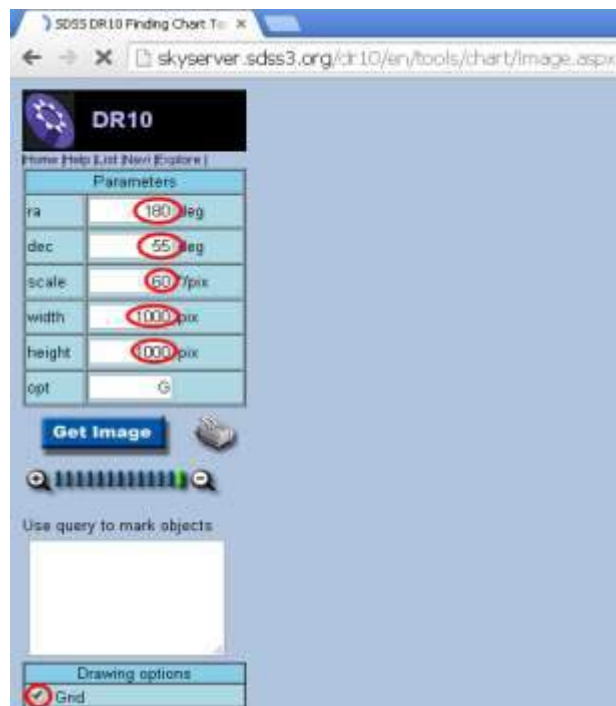 SDSS DR10 Finding Chart To
skyserver.sdss3.org/dr10/en/tools/chart/image.aspx
DR10
|Home |Help |List |Navi |Explore |
Parameters
ra 180 deg
dec 55 deg
scale 60 "/pix
width 1000 pix
height 1000 pix
opt G
Get Image
Use query to mark objects
Drawing options
Grid